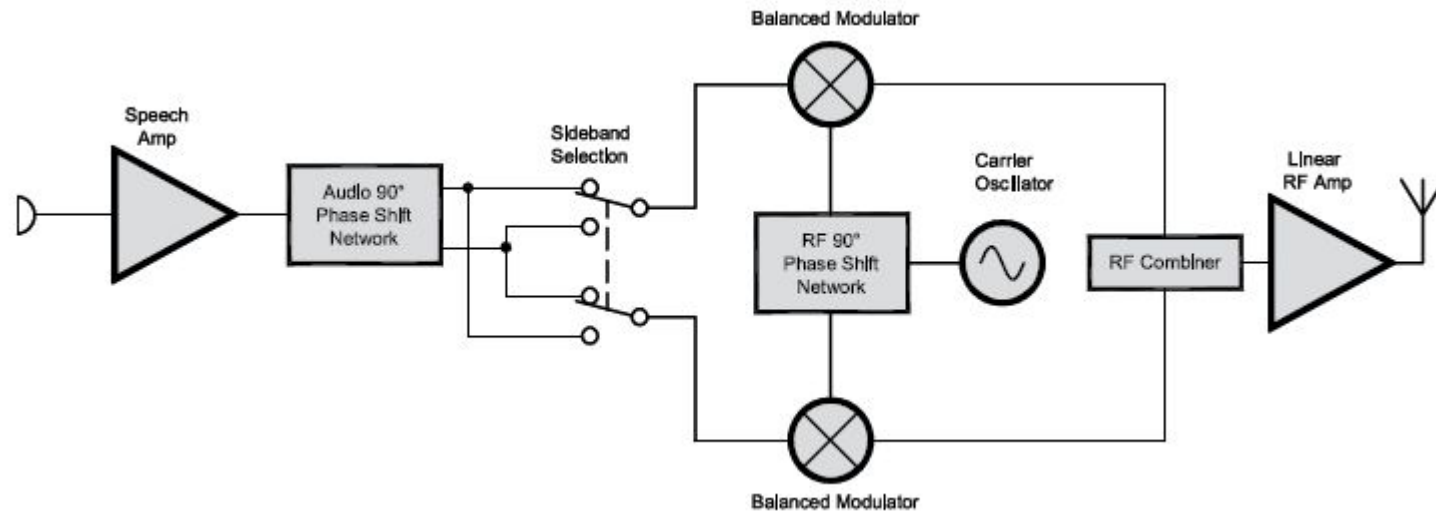 Balanced Modulator
Speech
Amp
Sideband
Selection
Audio 90°
Phase Shift
Network
Carrier
Oscillator
RF 90°
Phase Shift
Network
Linear
RF Amp
RF Combiner
Balanced Modulator